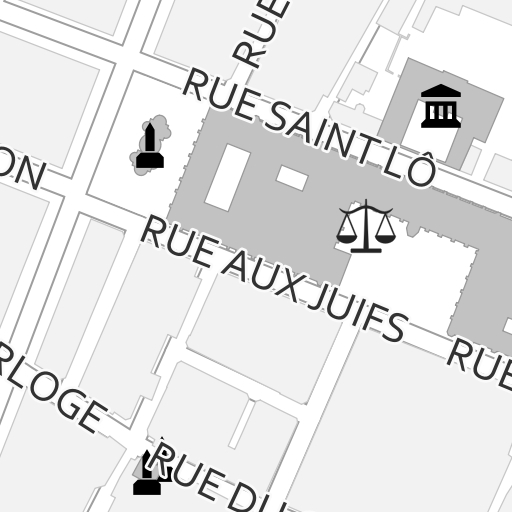 RUE
RUE SAINT LÔ
ON
RUE AUX JUIFS
RUE
RLOGE
RUE DU